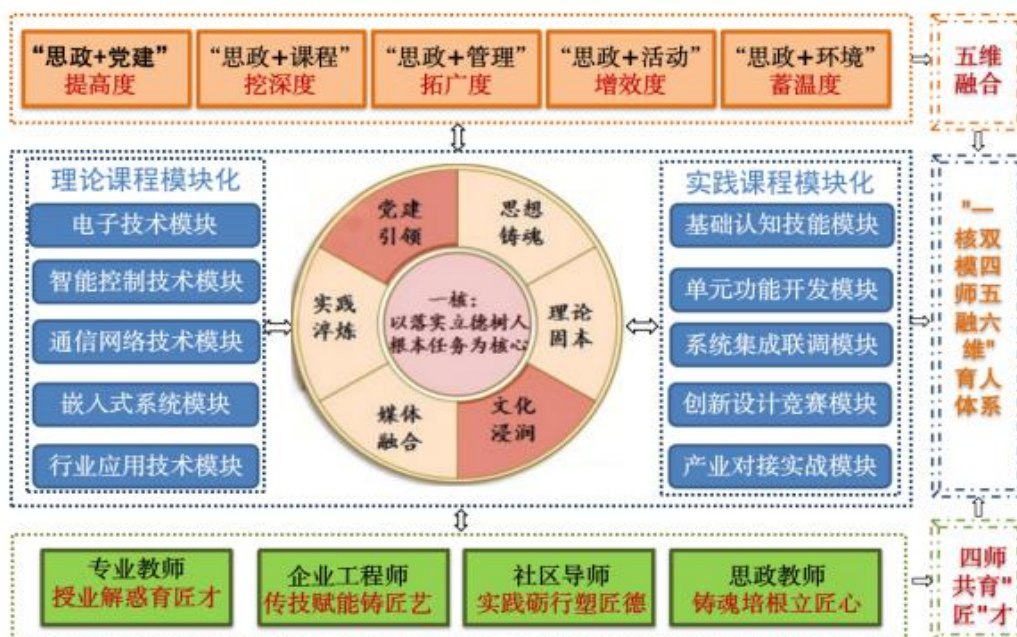 “思政+党建”
提高度
“思政+课程”
挖深度
“思政+管理”
拓广度
“思政+活动”
增效度
“思政+环境”
蓄温度
五维
融合
理论课程模块化
电子技术模块
智能控制技术模块
通信网络技术模块
嵌入式系统模块
行业应用技术模块
党建
引领
思想
铸魂
实践
淬炼
理论
固本
媒体
融合
文化
浸润
一核：
以落实立德树人
根本任务为核心
实践课程模块化
基础认知技能模块
单元功能开发模块
系统集成联调模块
创新设计竞赛模块
产业对接实战模块
"一核模师融维"育体
双四五六人系
专业教师
授业解惑育匠才
企业工程师
传技赋能铸匠艺
社区导师
实践砺行塑匠德
思政教师
铸魂培根立匠心
四师
共育"
匠"才